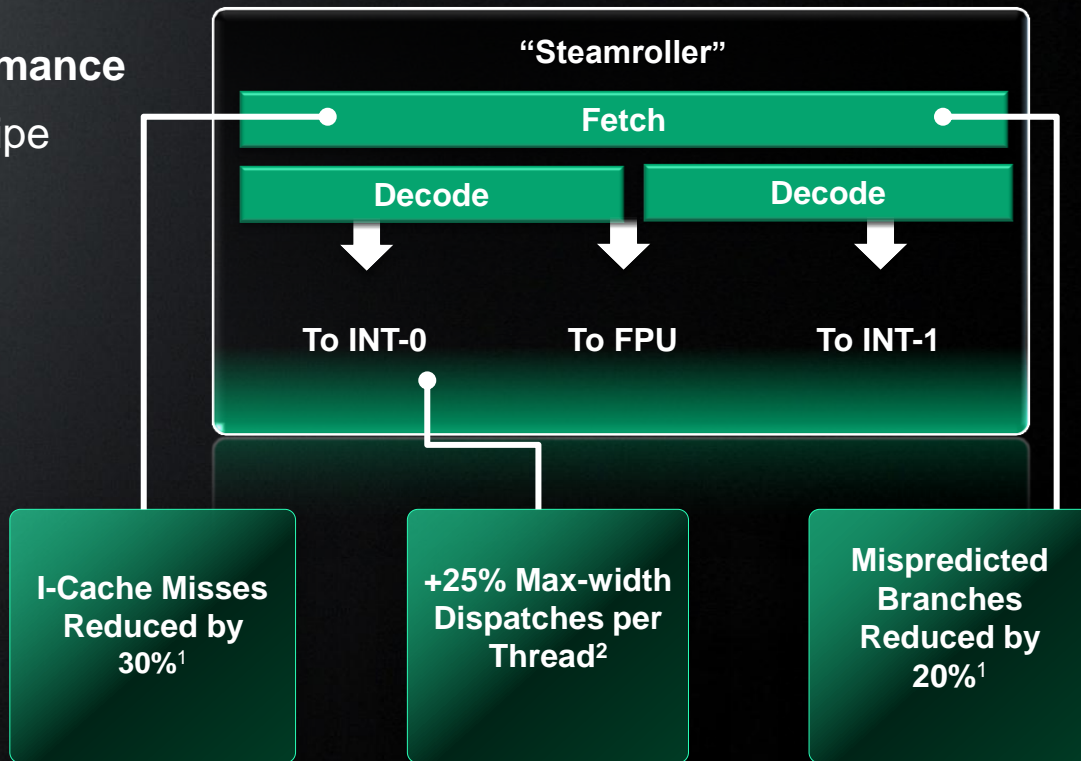 mance
ipe
“Steamroller”
Fetch
Decode
Decode
To INT-0
To FPU
To INT-1
I-Cache Misses
Reduced by
30%¹
+25% Max-width
Dispatches per
Thread²
Mispredicted
Branches
Reduced by
20%¹